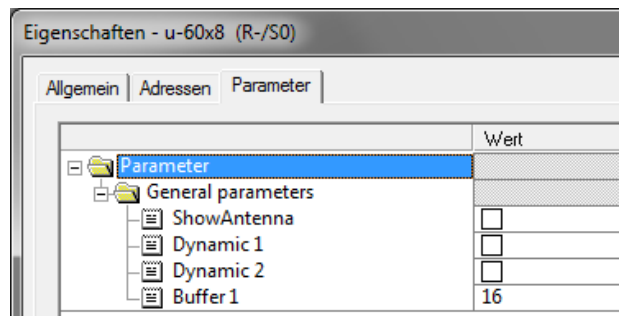 Eigenschaften - u-60x8 (R-/S0)
Allgemein Adressen Parameter
Wert
Parameter
General parameters
ShowAntenna
Dynamic 1
Dynamic 2
Buffer 1 16